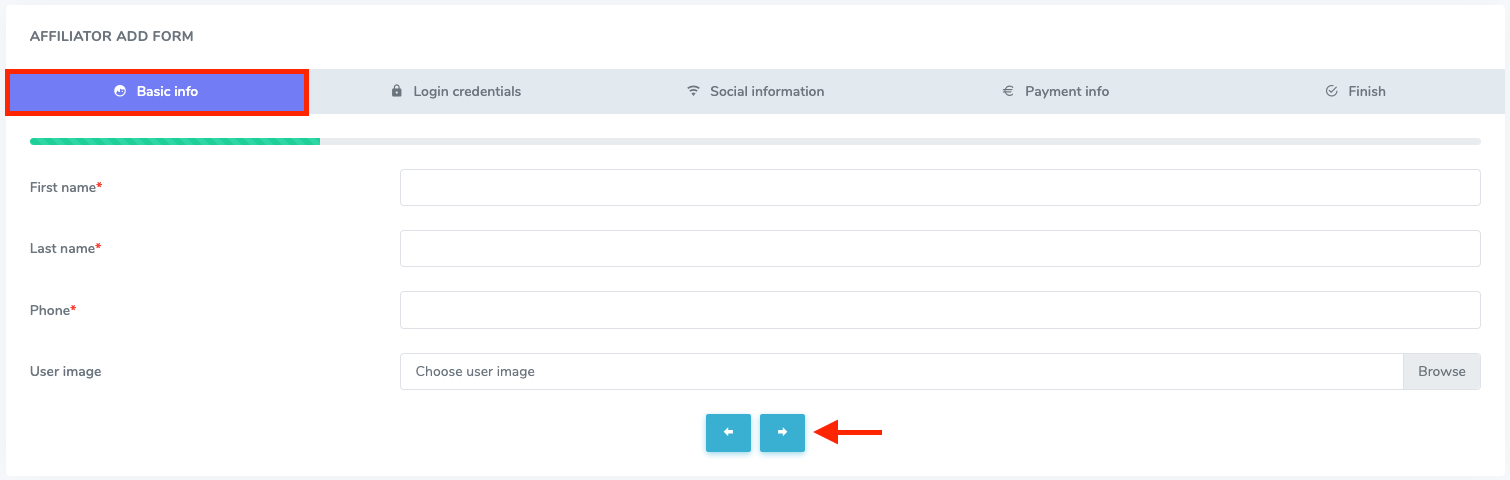 AFFILIATOR ADD FORM
Basic info Login credentials Social information Payment info Finish
First name*
Last name*
Phone*
User image Choose user image Browse